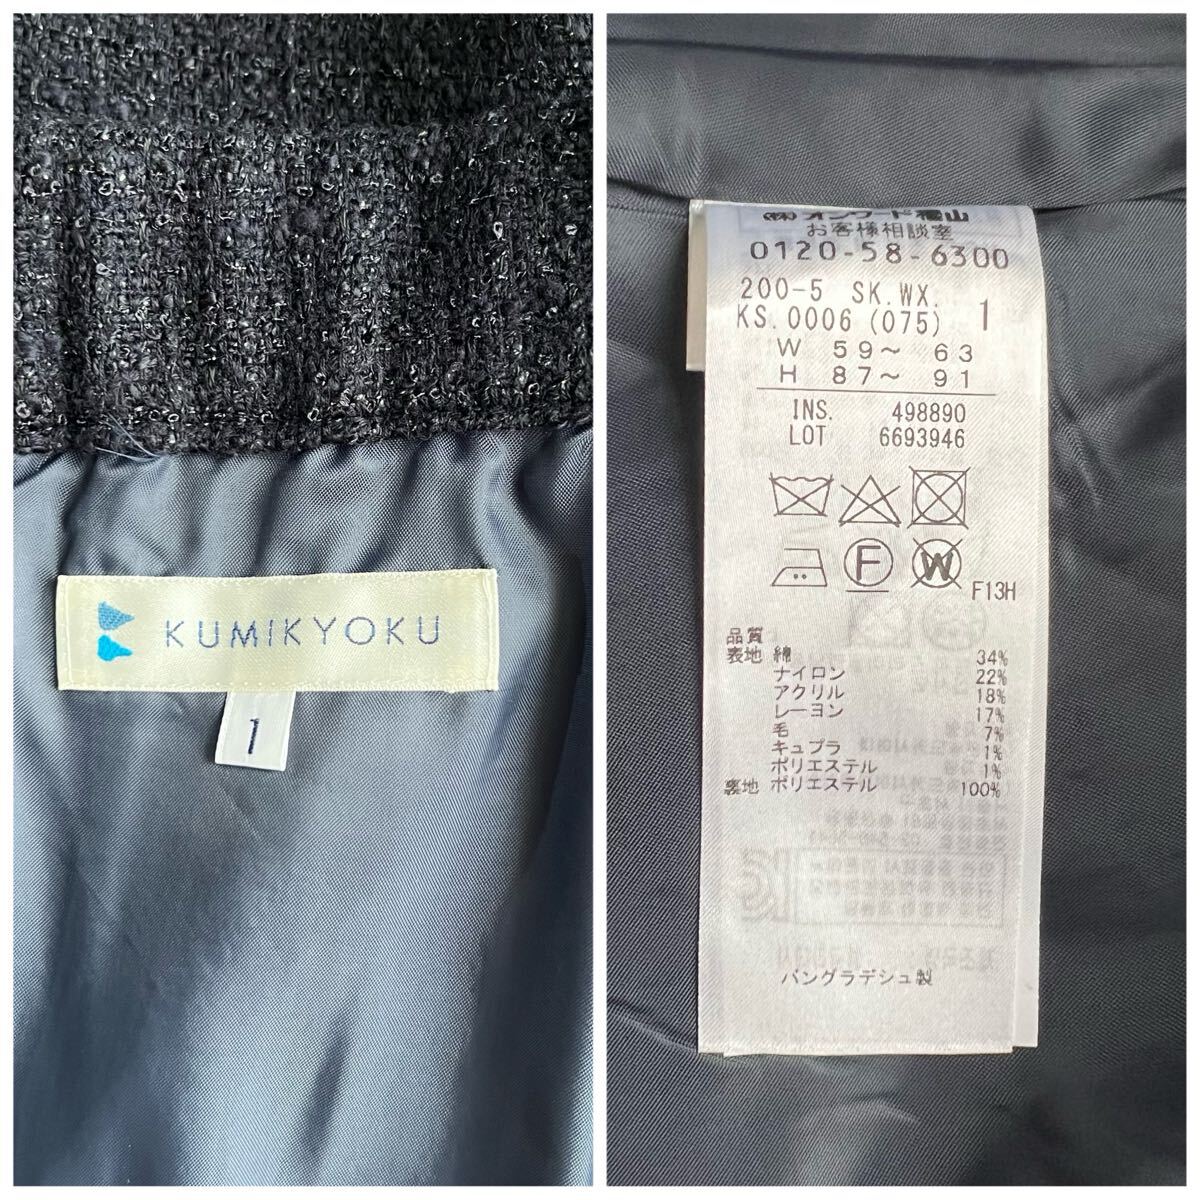 KUMIKYOKU
1
(株)オンワード樫山
お客様相談室
0120-58-6300
200-5 SK.WX.
KS.0006(075) 1
W 59～ 63
H 87～ 91
INS. 498890
LOT 6693946
F
W
F13H
品質
表地 綿 34%
ナイロン 22%
アクリル 18%
レーヨン 17%
毛 7%
キュプラ 1%
ポリエステル 1%
裏地 ポリエステル 100%
バングラデシュ製